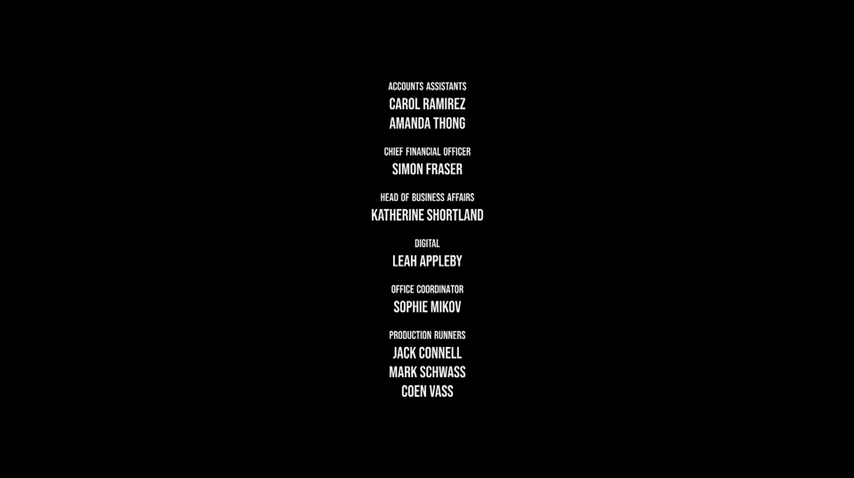 ACCOUNTS ASSISTANTS
CAROL RAMIREZ
AMANDA THONG
CHIEF FINANCIAL OFFICER
SIMON FRASER
HEAD OF BUSINESS AFFAIRS
KATHERINE SHORTLAND
DIGITAL
LEAH APPLEBY
OFFICE COORDINATOR
SOPHIE MIKOV
PRODUCTION RUNNERS
JACK CONNELL
MARK SCHWASS
COEN VASS